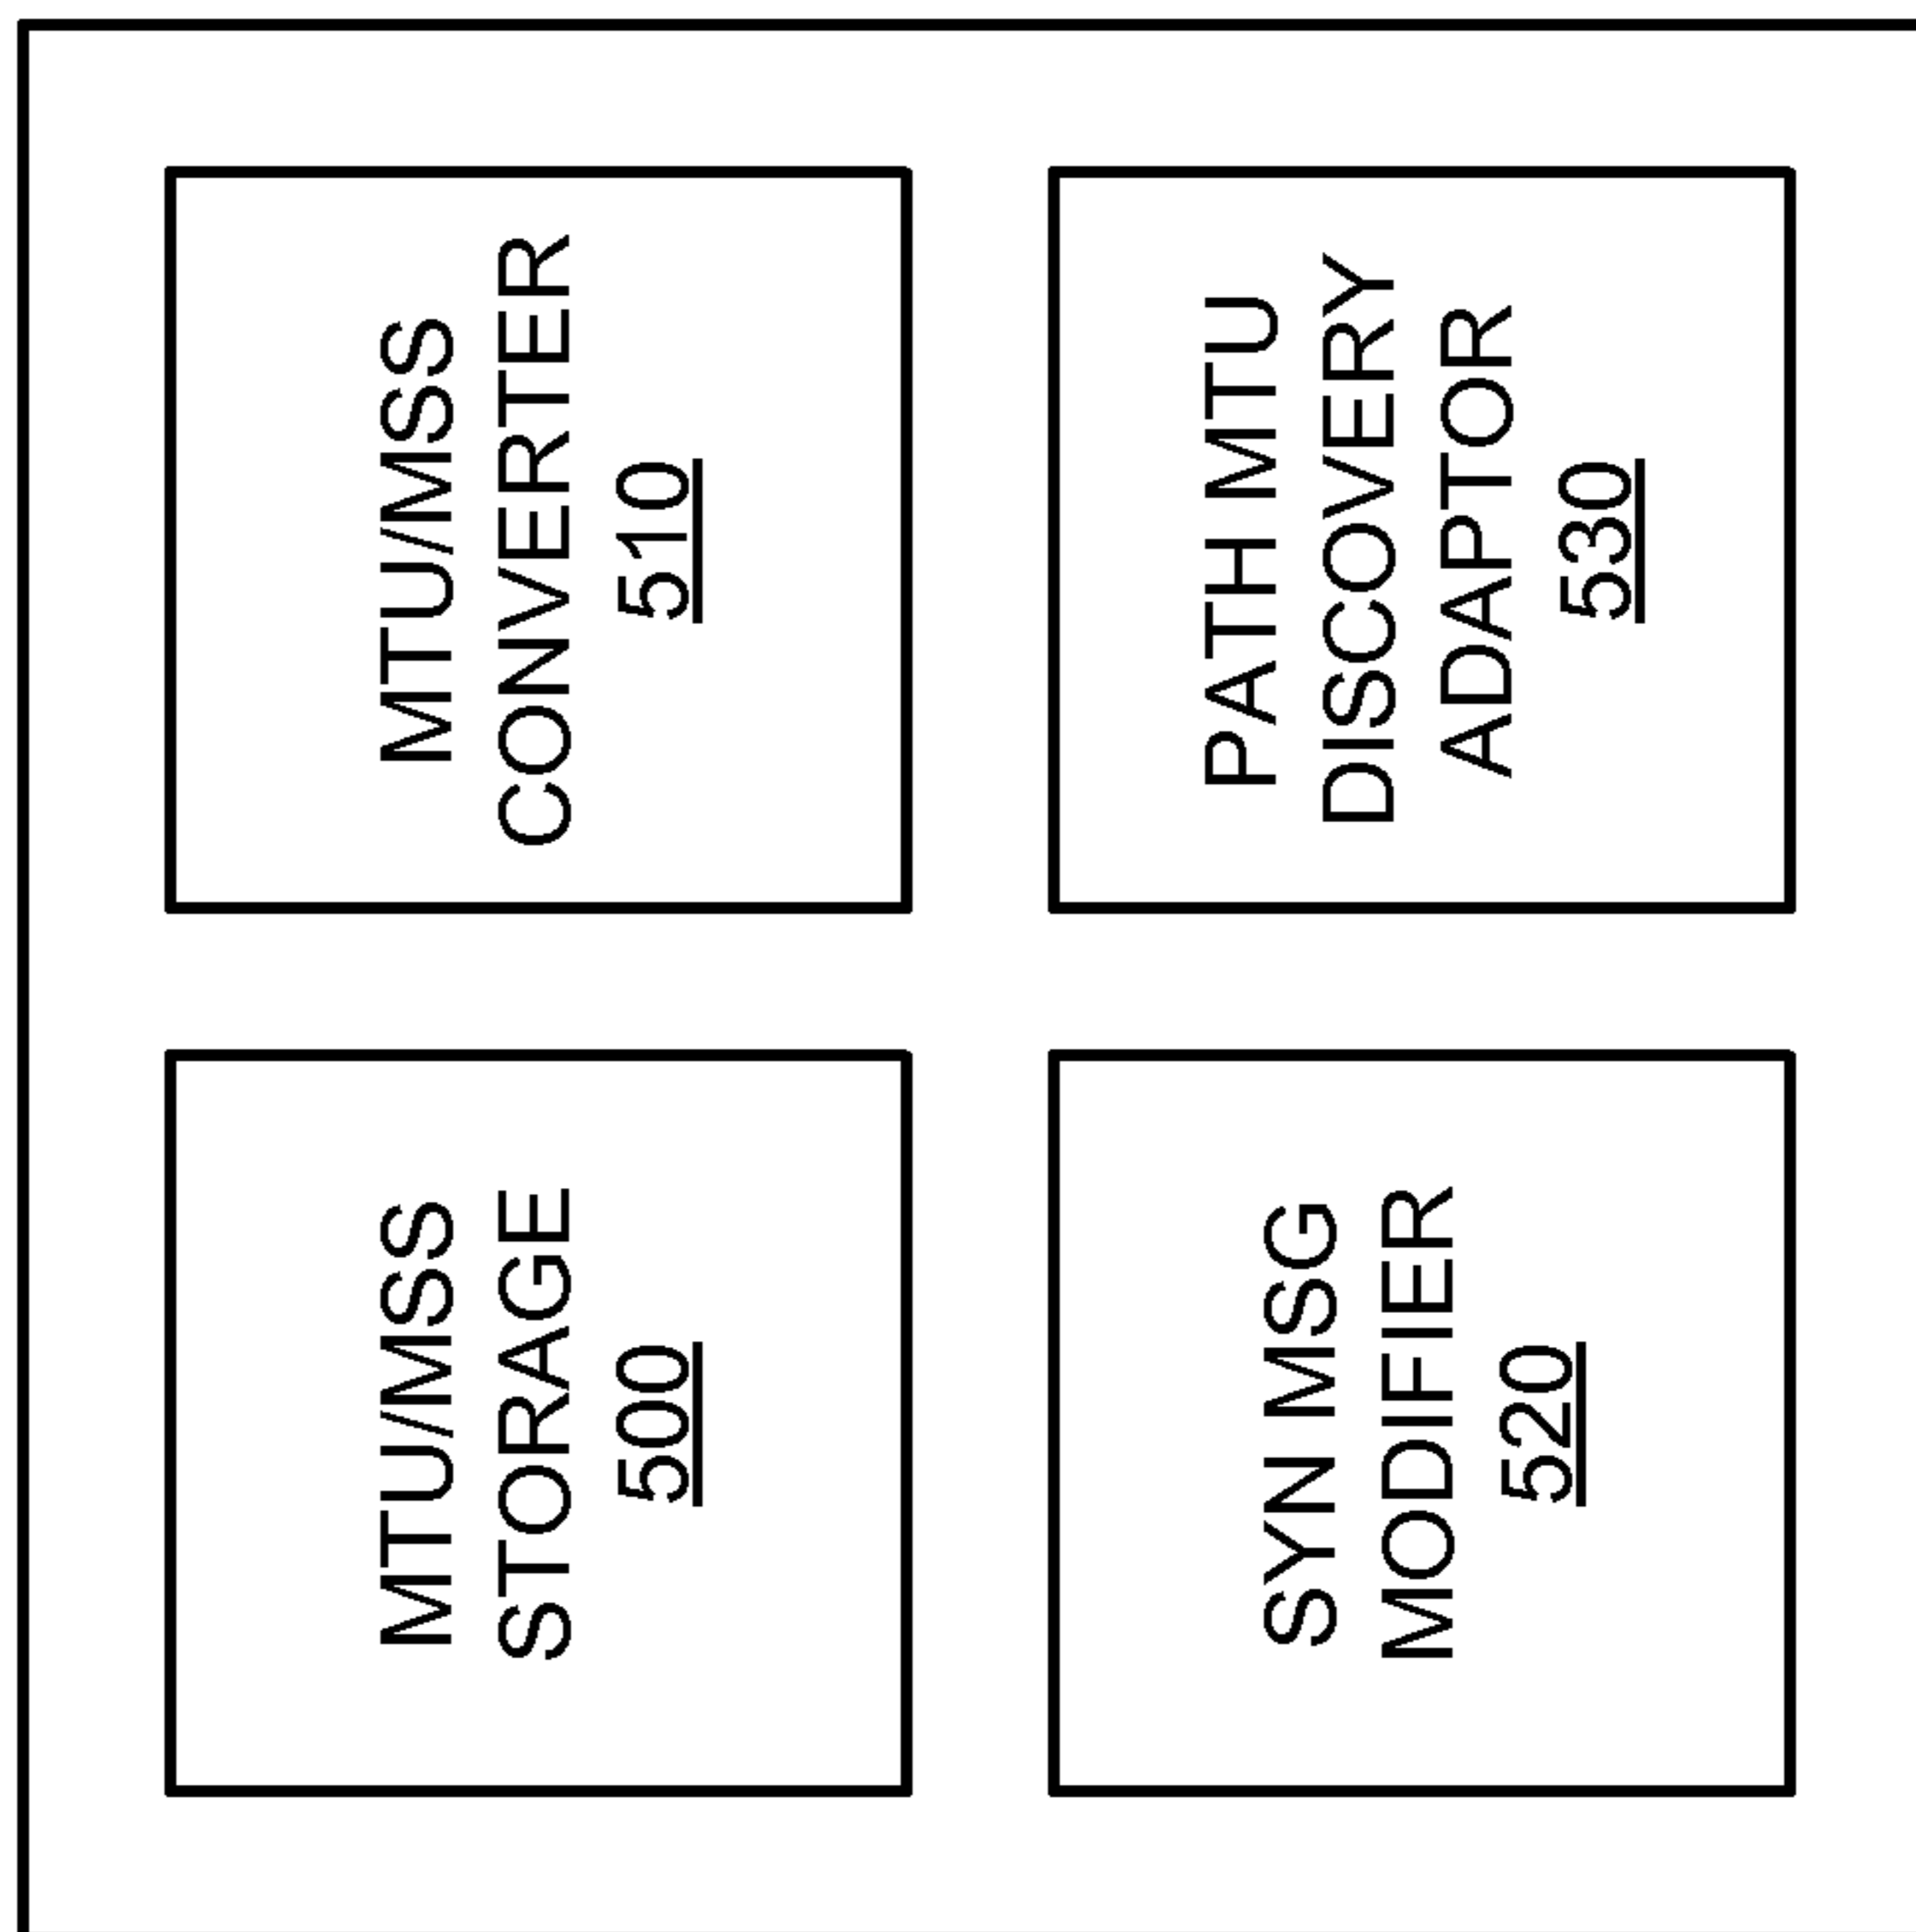 MTU/MSS
STORAGE
500
MTU/MSS
CONVERTER
510
SYN MSG
MODIFIER
520
PATH MTU
DISCOVERY
ADAPTOR
530